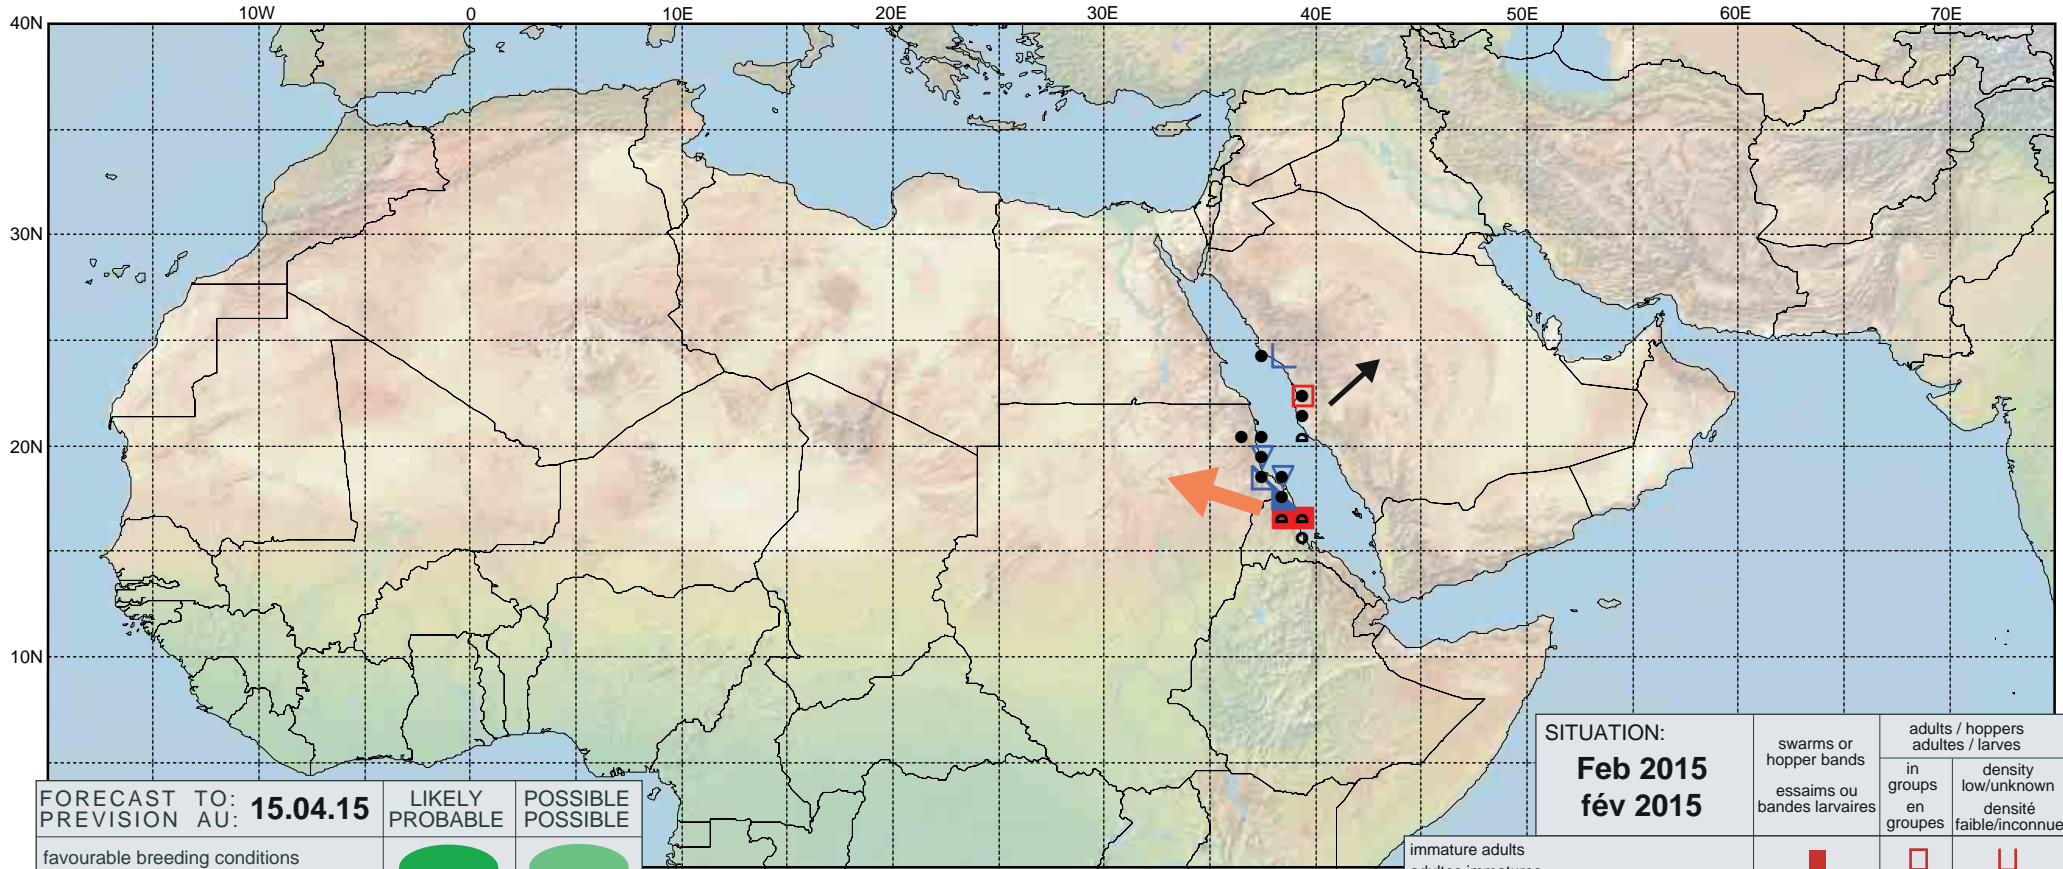 10W 0 10E 20E 30E 40E 50E 60E 70E
40N
30N
20N
10N
D
D D
FORECAST TO:
PREVISION AU:
15.04.15
LIKELY
PROBABLE
POSSIBLE
POSSIBLE
favourable breeding conditions
SITUATION:
Feb 2015
fév 2015
swarms or
hopper bands
essaims ou
bandes larvaires
adults / hoppers
adultes / larves
in
groups
en
groupes
density
low/unknown
densité
faible/inconnue
immature adults
adultes immatures